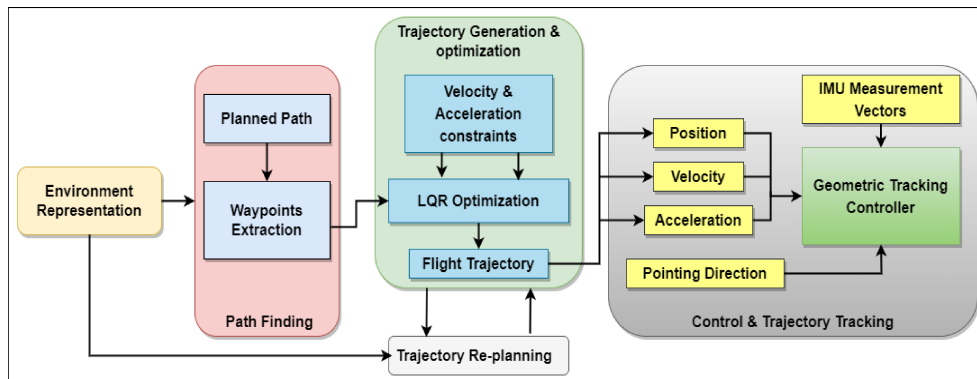 Environment
Representation
Planned Path
Waypoints
Extraction
Path Finding
Trajectory Generation &
optimization
Velocity &
Acceleration
constraints
LQR Optimization
Flight Trajectory
Trajectory Re-planning
Position
Velocity
Acceleration
Pointing Direction
IMU Measurement
Vectors
Geometric Tracking
Controller
Control & Trajectory Tracking